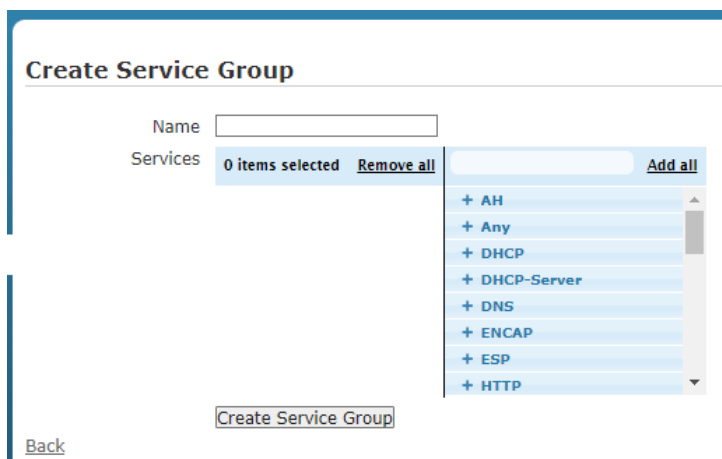 Create Service Group
Name
Services
0 items selected Remove all
Add all
+ AH
+ Any
+ DHCP
+ DHCP-Server
+ DNS
+ ENCAP
+ ESP
+ HTTP
Create Service Group
Back